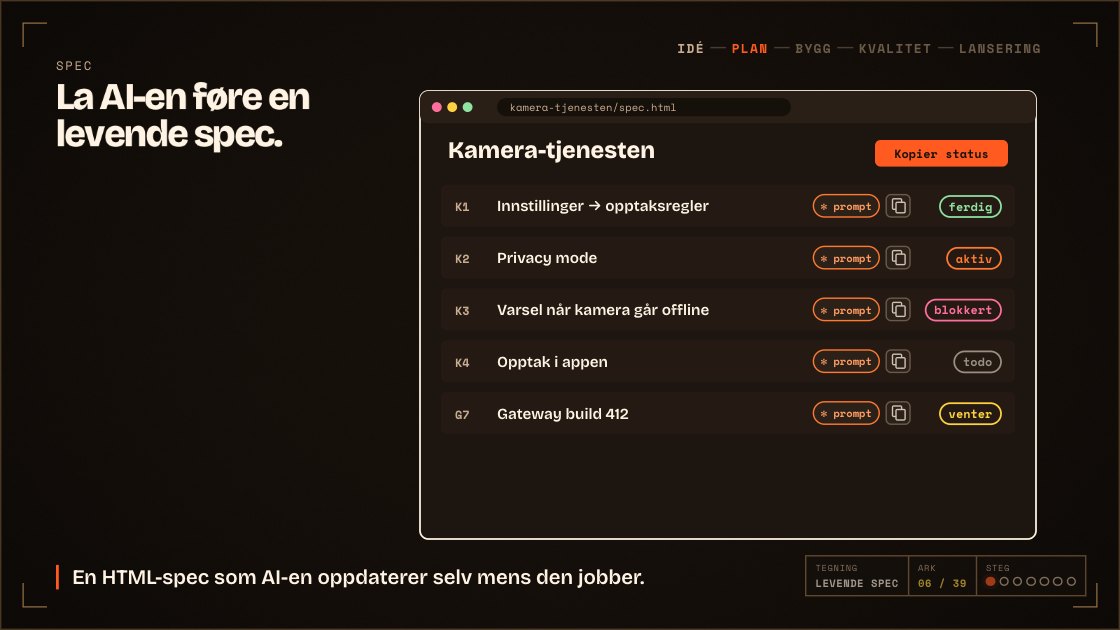 IDÉ — PLAN — BYGG — KVALITET — LANSERING
SPEC
La AI-en føre en
levende spec.
kamera-tjenesten/spec.html
Kamera-tjenesten
Kopier status
K1 Innstillinger → opptaksregler * prompt ferdig
K2 Privacy mode * prompt aktiv
K3 Varsel når kamera går offline * prompt blokkert
K4 Opptak i appen * prompt todo
G7 Gateway build 412 * prompt venter
En HTML-spec som AI-en oppdaterer selv mens den jobber.
TEGNING ARK STEG
LEVENDE SPEC 06 / 39